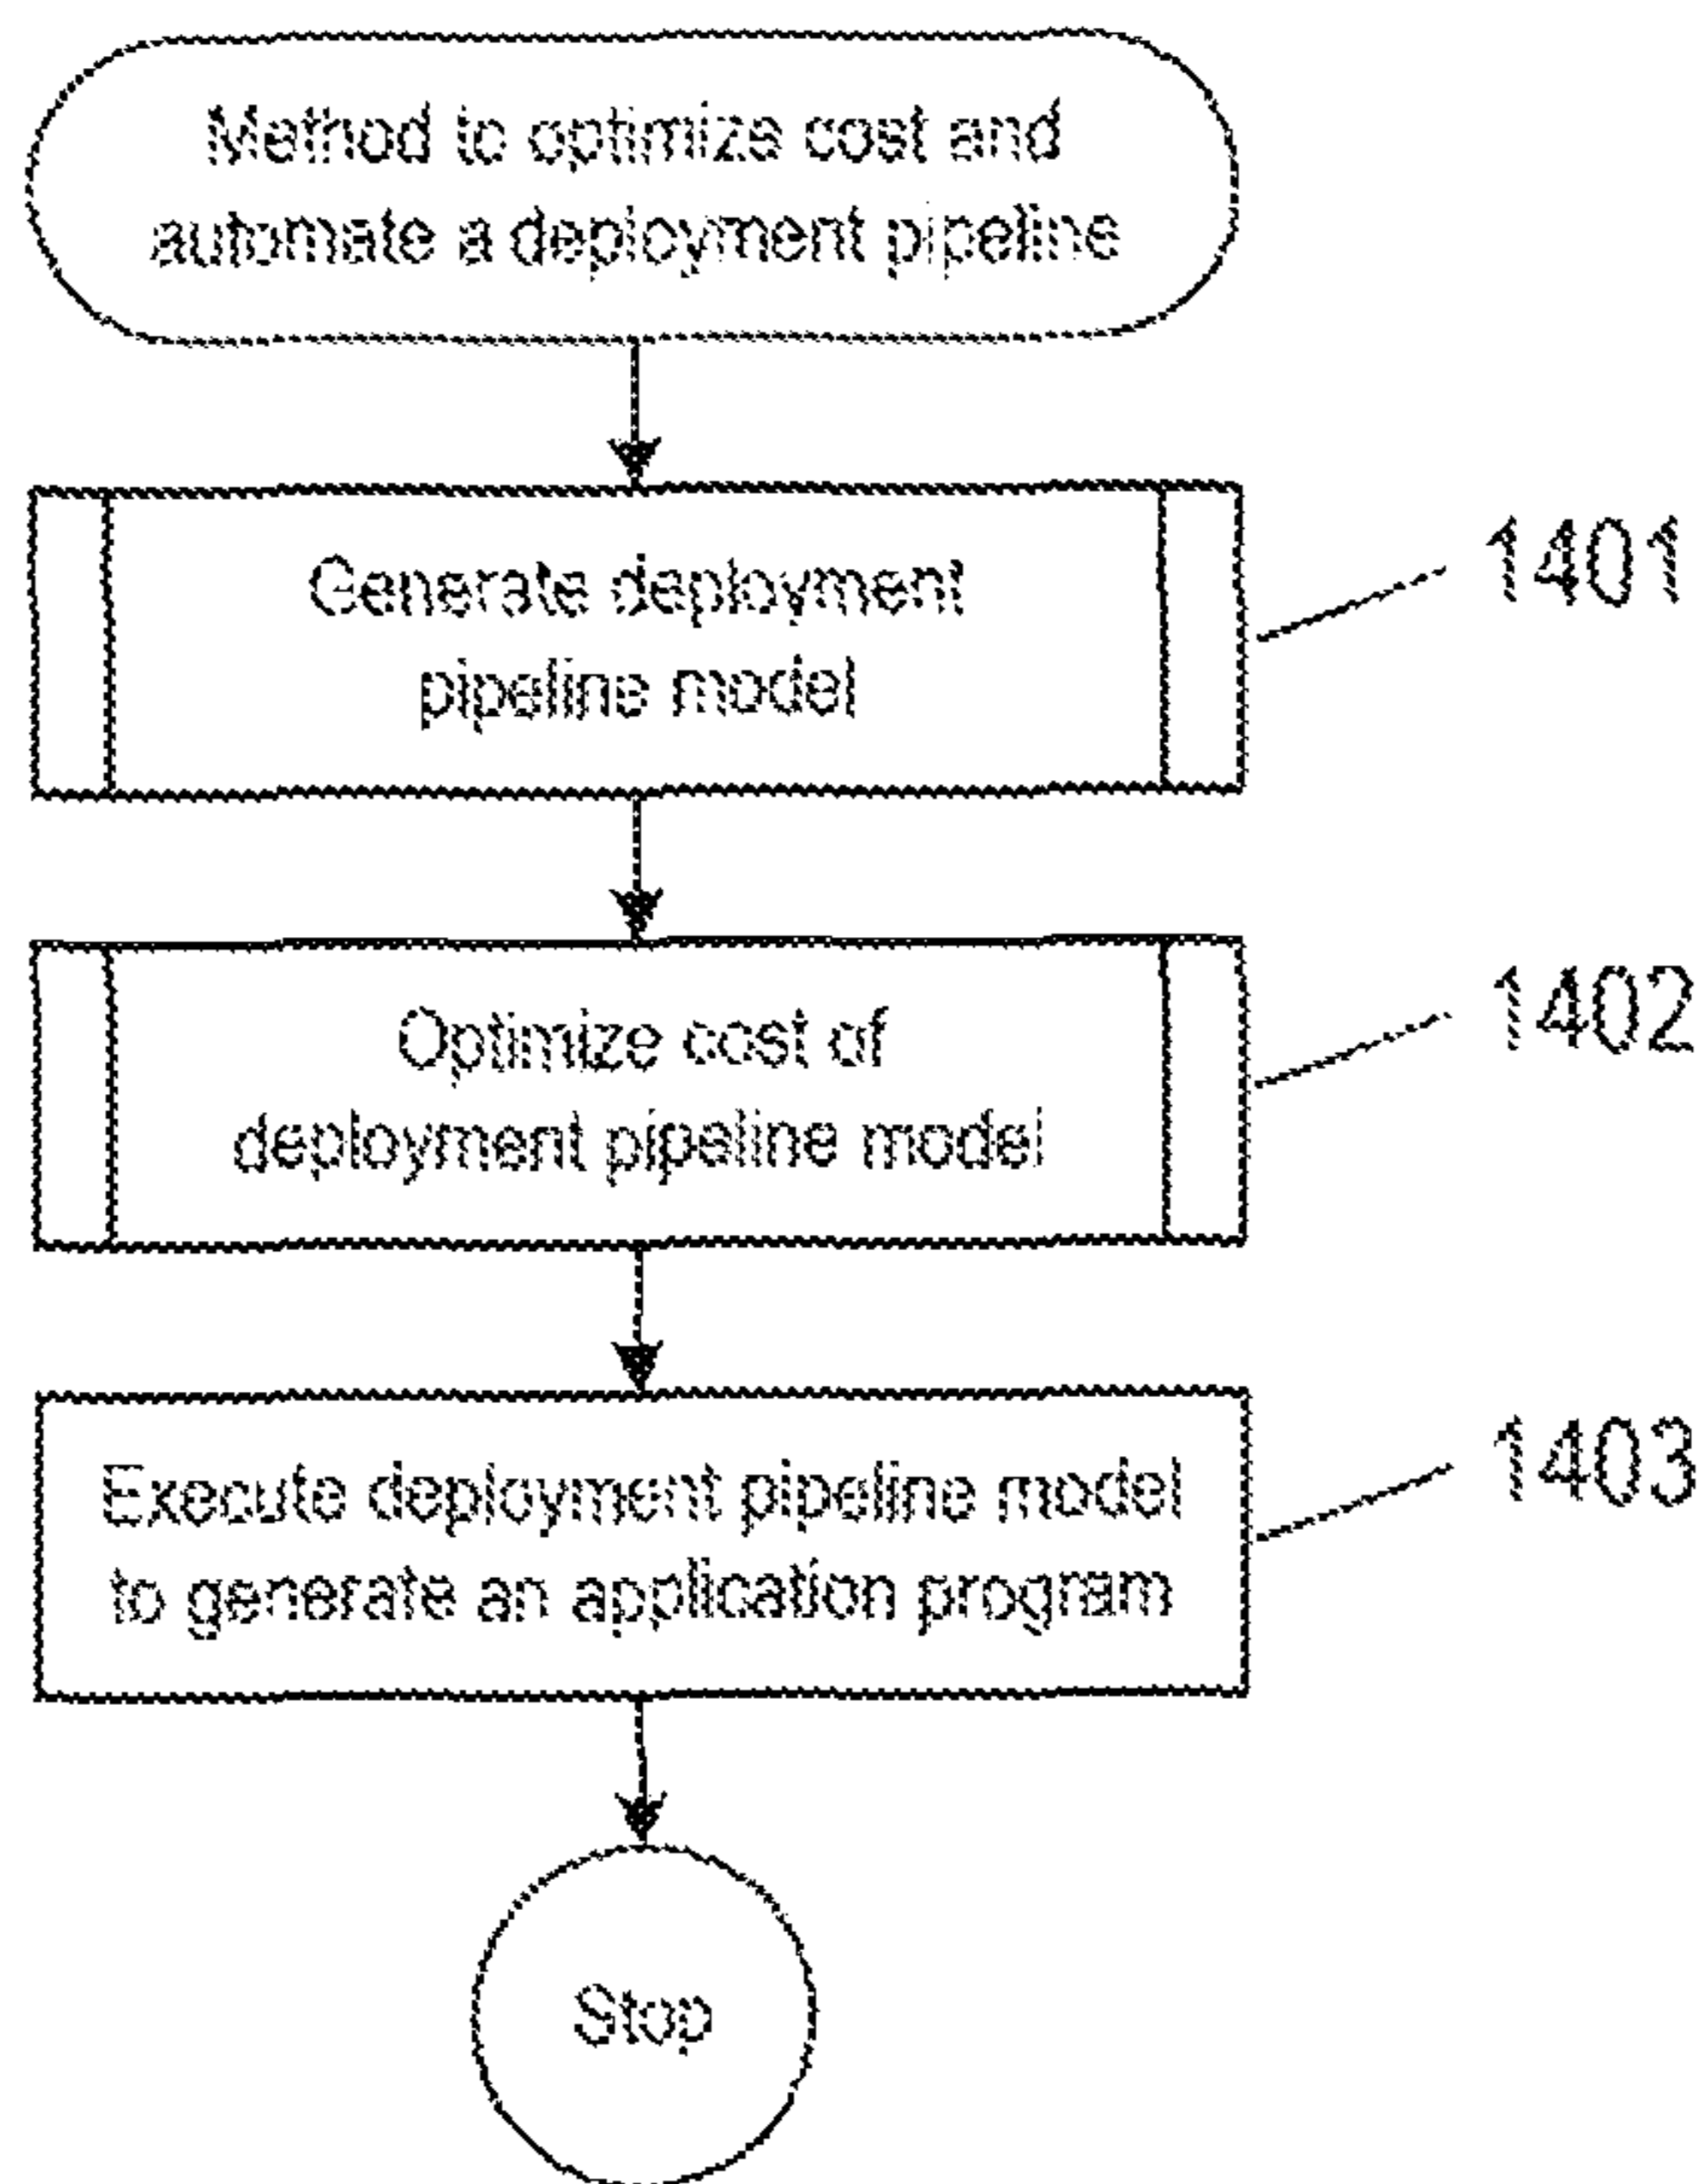 Method to optimize cost and
automate a deployment pipeline
Generate deployment
pipeline model
1401
Optimize cost of
deployment pipeline model
1402
Execute deployment pipeline model
to generate an application program
1403
Stop